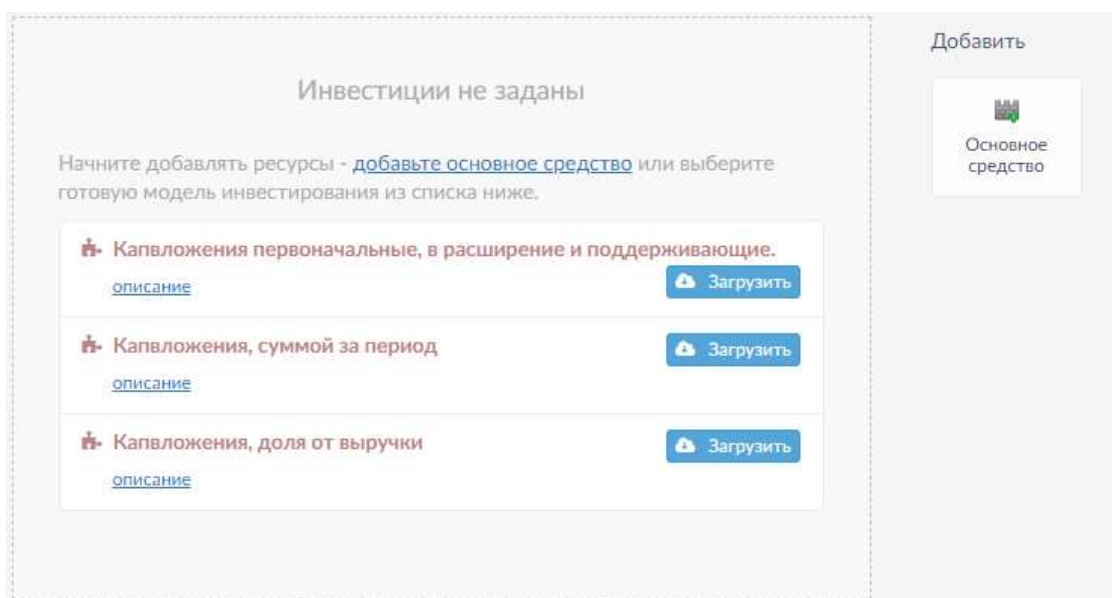 Инвестиции не заданы
Начните добавлять ресурсы - добавьте основное средство или выберите
готовую модель инвестирования из списка ниже.
Капвложения первоначальные, в расширение и поддерживающие.
описание
Загрузить
Капвложения, суммой за период
Загрузить
описание
Капвложения, доля от выручки
Загрузить
описание
Добавить
Основное
средство